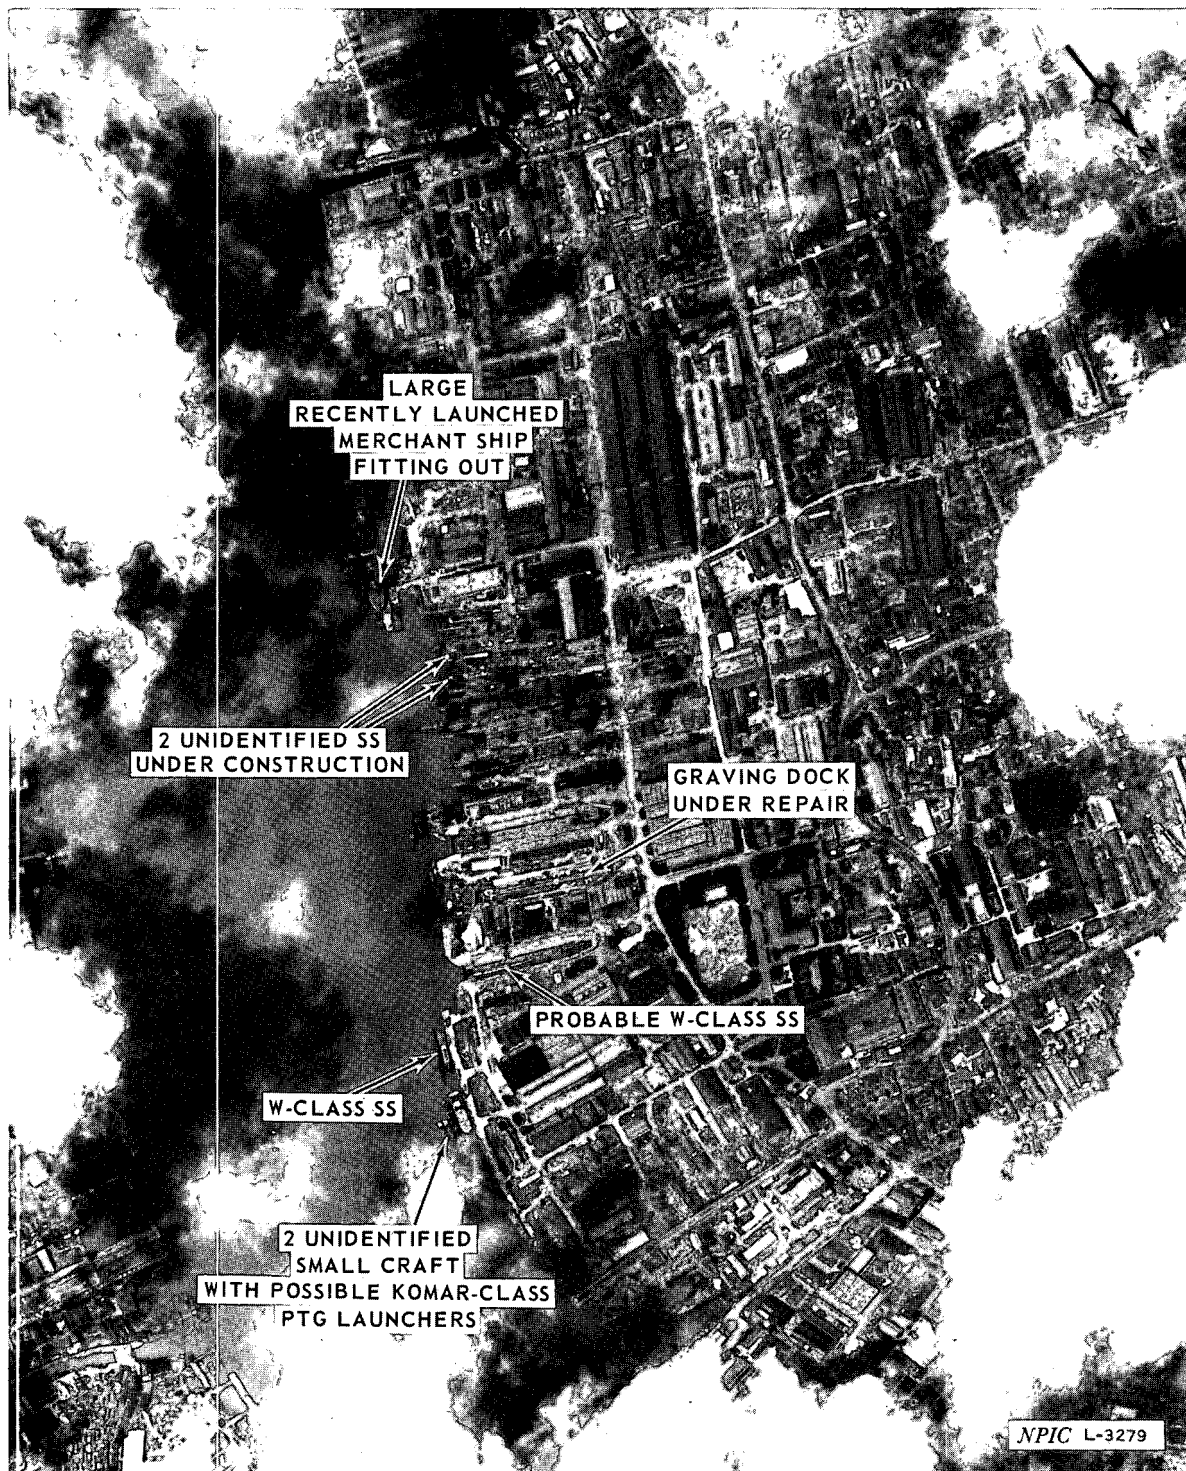 LARGE
RECENTLY LAUNCHED
MERCHANT SHIP
FITTING OUT
2 UNIDENTIFIED SS
UNDER CONSTRUCTION
GRAVING DOCK
UNDER REPAIR
PROBABLE W-CLASS SS
W-CLASS SS
2 UNIDENTIFIED
SMALL CRAFT
WITH POSSIBLE KOMAR-CLASS
PTG LAUNCHERS
NPIC L-3279